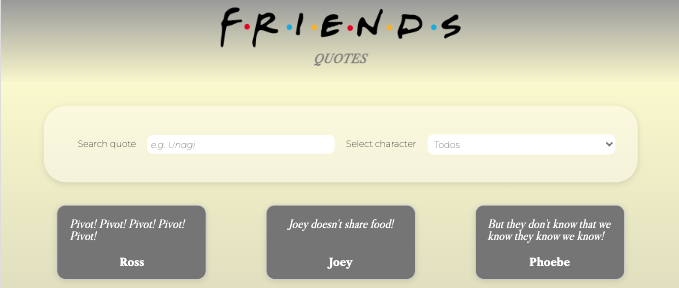 F•R•I•E•N•D•S
QUOTES
Search quote e.g. Unagi Select character Todos
Pivot! Pivot! Pivot! Pivot!
Pivot!
Ross
Joey doesn't share food!
Joey
But they don't know that we
know they know we know!
Phoebe